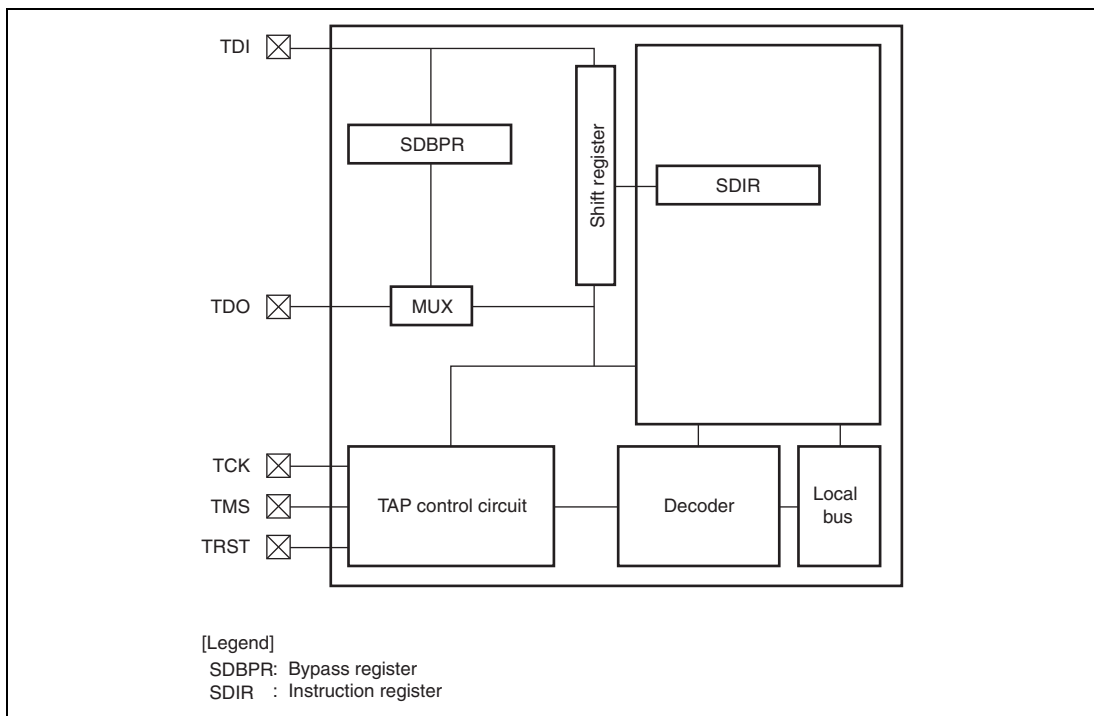 TDI
SDBPR
Shift register
SDIR
TDO
MUX
TCK
TMS
TRST
TAP control circuit
Decoder
Local
bus
[Legend]
SDBPR: Bypass register
SDIR : Instruction register